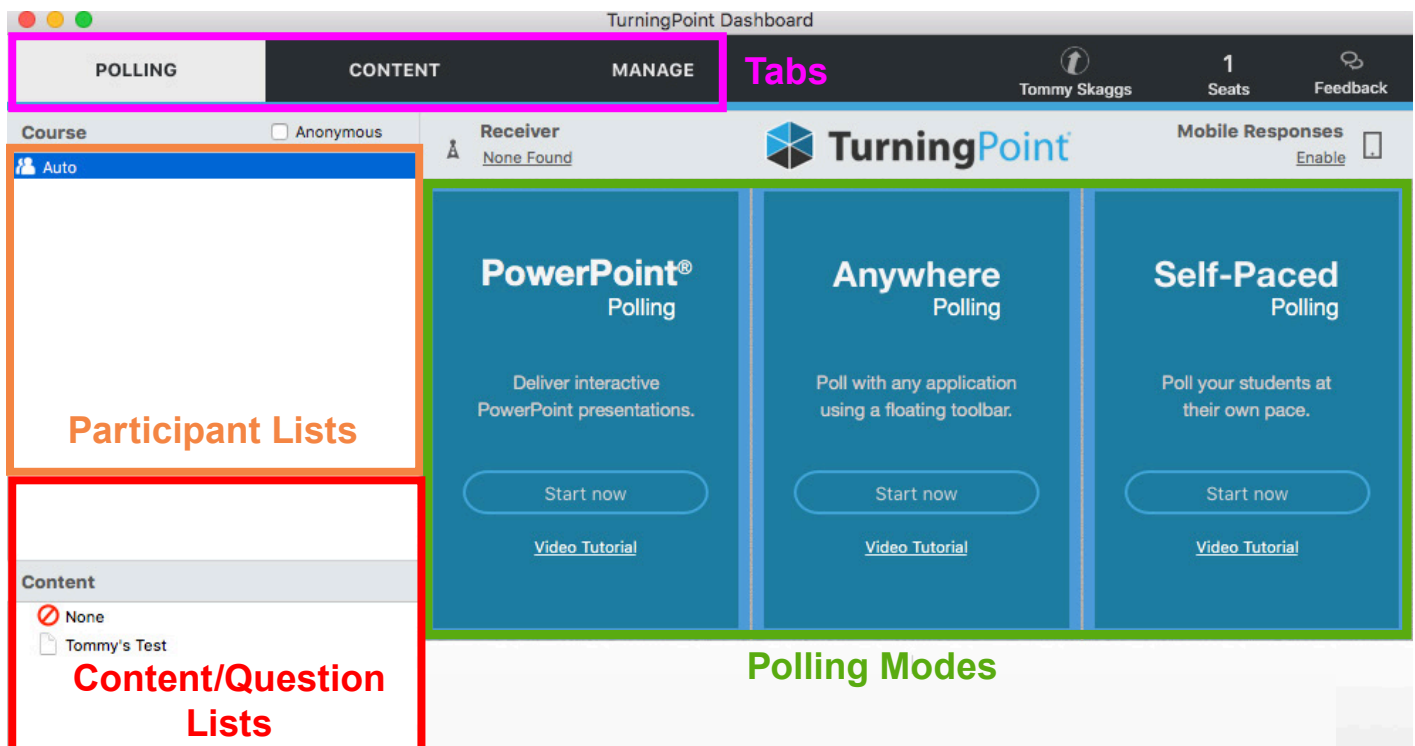 TurningPoint Dashboard
POLLING CONTENT MANAGE Tabs Tommy Skaggs 1 Seats Feedback
Course Anonymous
Receiver
None Found
TurningPoint
Mobile Responses
Enable
Auto
Participant Lists
PowerPoint®
Polling
Deliver interactive
PowerPoint presentations.
Start now
Video Tutorial
Anywhere
Polling
Poll with any application
using a floating toolbar.
Start now
Video Tutorial
Self-Paced
Polling
Poll your students at
their own pace.
Start now
Video Tutorial
Content
None
Tommy's Test
Content/Question
Lists
Polling Modes